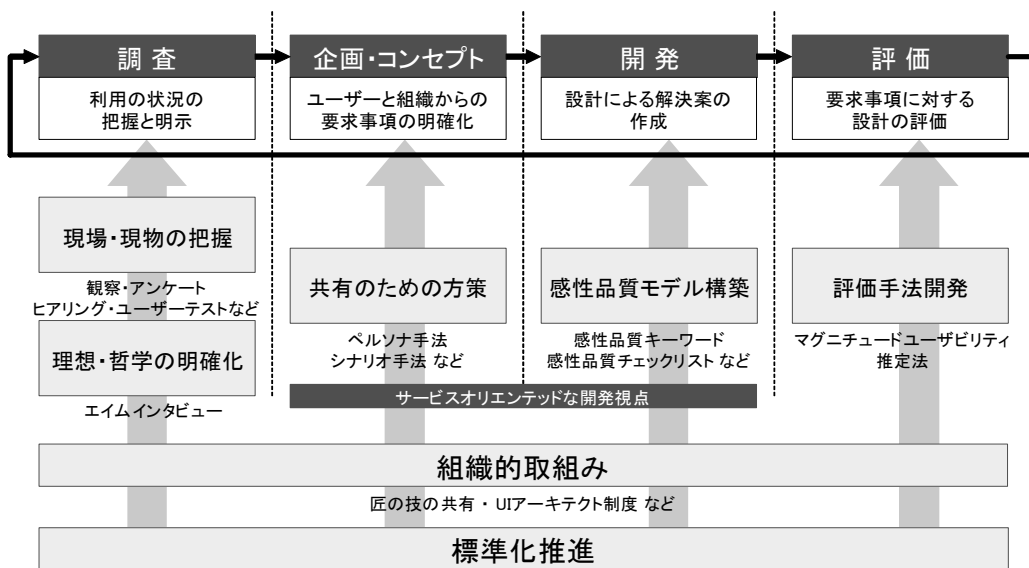 調査
利用の状況の
把握と明示
企画・コンセプト
ユーザーと組織からの
要求事項の明確化
開発
設計による解決案の
作成
評価
要求事項に対する
設計の評価
現場・現物の把握
観察・アンケート
ヒアリング・ユーザーテストなど
理想・哲学の明確化
エイムインタビュー
共有のための方策
ペルソナ手法
シナリオ手法 など
感性品質モデル構築
感性品質キーワード
感性品質チェックリスト など
評価手法開発
マグニチュードユーザビリティ
推定法
サービスオリエンテッドな開発視点
組織的取組み
匠の技の共有 ・ UIアーキテクト制度 など
標準化推進